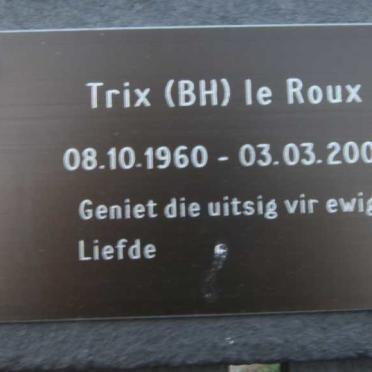 Trix (BH) le Roux
08.10.1960 - 03.03.200
Geniet die uitsig vir ewig
Liefde